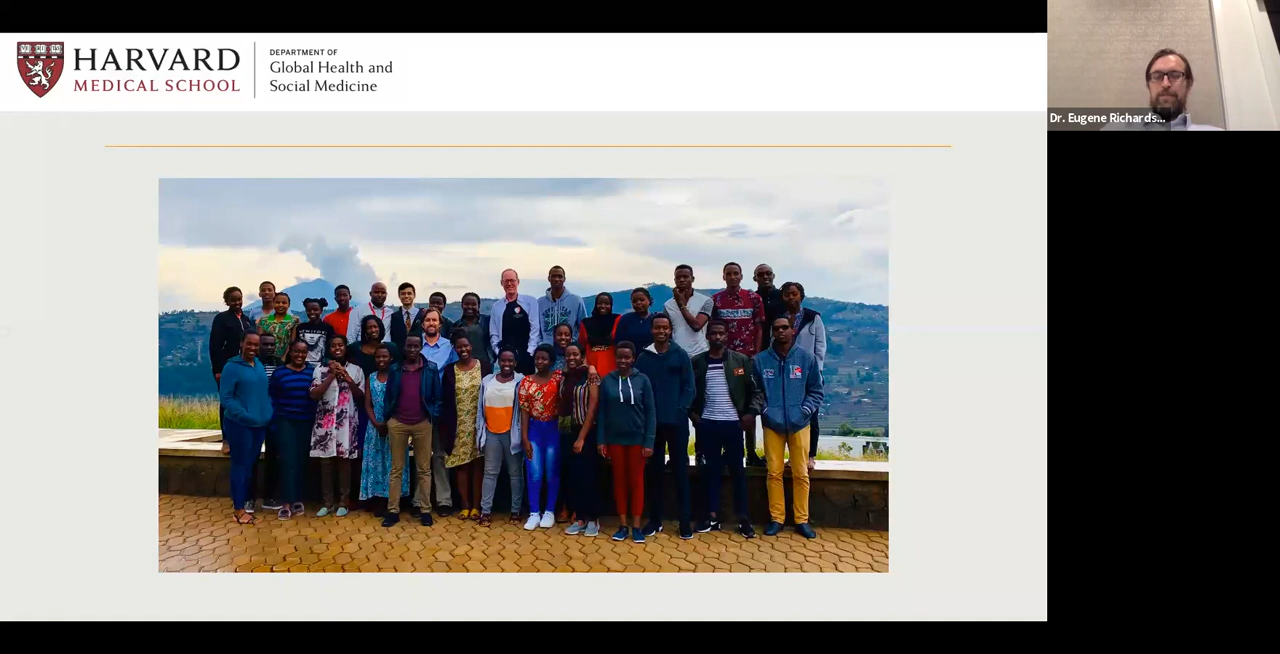 HARVARD
MEDICAL SCHOOL
DEPARTMENT OF
Global Health and
Social Medicine
Dr. Eugene Richards...